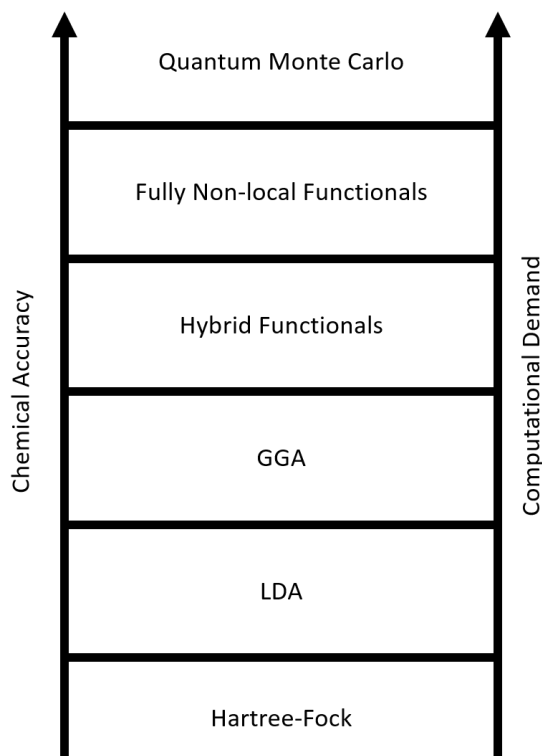 Quantum Monte Carlo
Fully Non-local Functionals
Hybrid Functionals
GGA
LDA
Hartree-Fock
Chemical Accuracy
Computational Demand